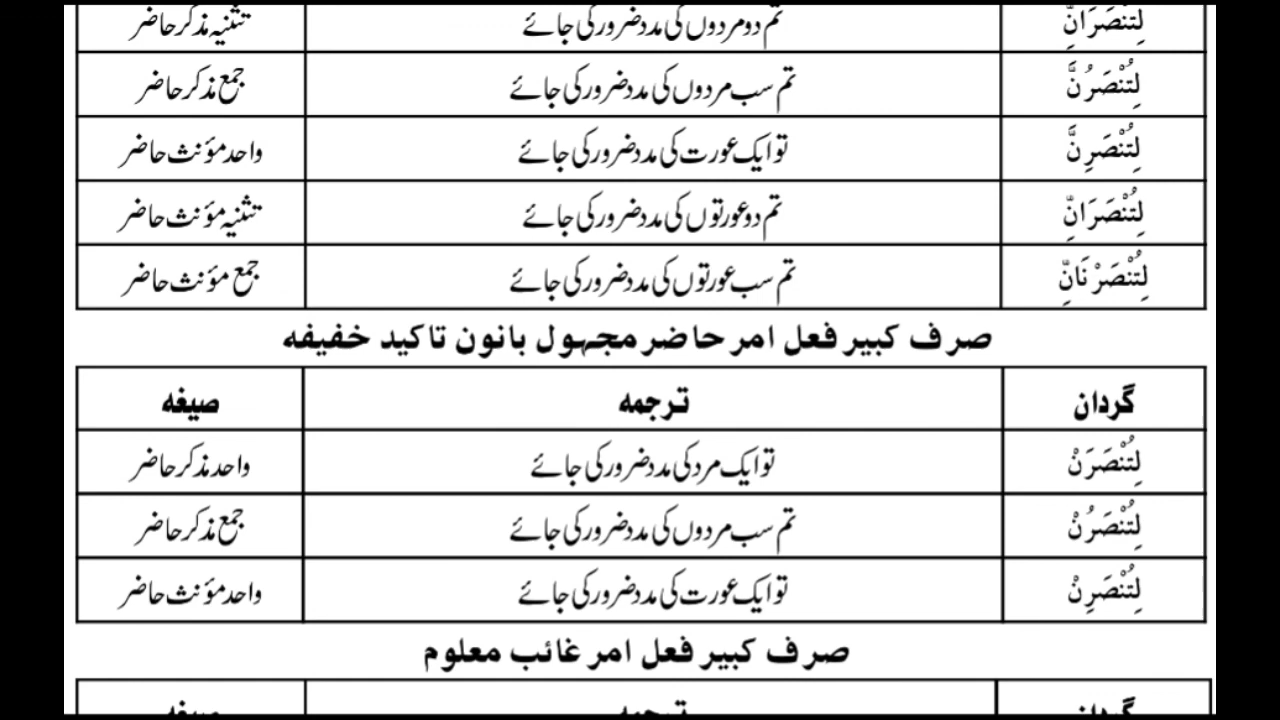 لِتُنْصَرَانِّ تم دو مردوں کی مدد ضرور کی جائے تثنیہ مذکر حاضر
لِتُنْصَرُنَّ تم سب مردوں کی مدد ضرور کی جائے جمع مذکر حاضر
لِتُنْصَرِنَّ تو ایک عورت کی مدد ضرور کی جائے واحد مؤنث حاضر
لِتُنْصَرَانِّ تم دو عورتوں کی مدد ضرور کی جائے تثنیہ مؤنث حاضر
لِتُنْصَرْنَانِّ تم سب عورتوں کی مدد ضرور کی جائے جمع مؤنث حاضر
صرف کبیر فعل امر حاضر مجہول بانون تاکید خفیفہ
گردان ترجمہ صیغہ
لِتُنْصَرَنْ تو ایک مرد کی مدد ضرور کی جائے واحد مذکر حاضر
لِتُنْصَرُنْ تم سب مردوں کی مدد ضرور کی جائے جمع مذکر حاضر
لِتُنْصَرِنْ تو ایک عورت کی مدد ضرور کی جائے واحد مؤنث حاضر
صرف کبیر فعل امر غائب معلوم
گردان ترجمہ صیغہ